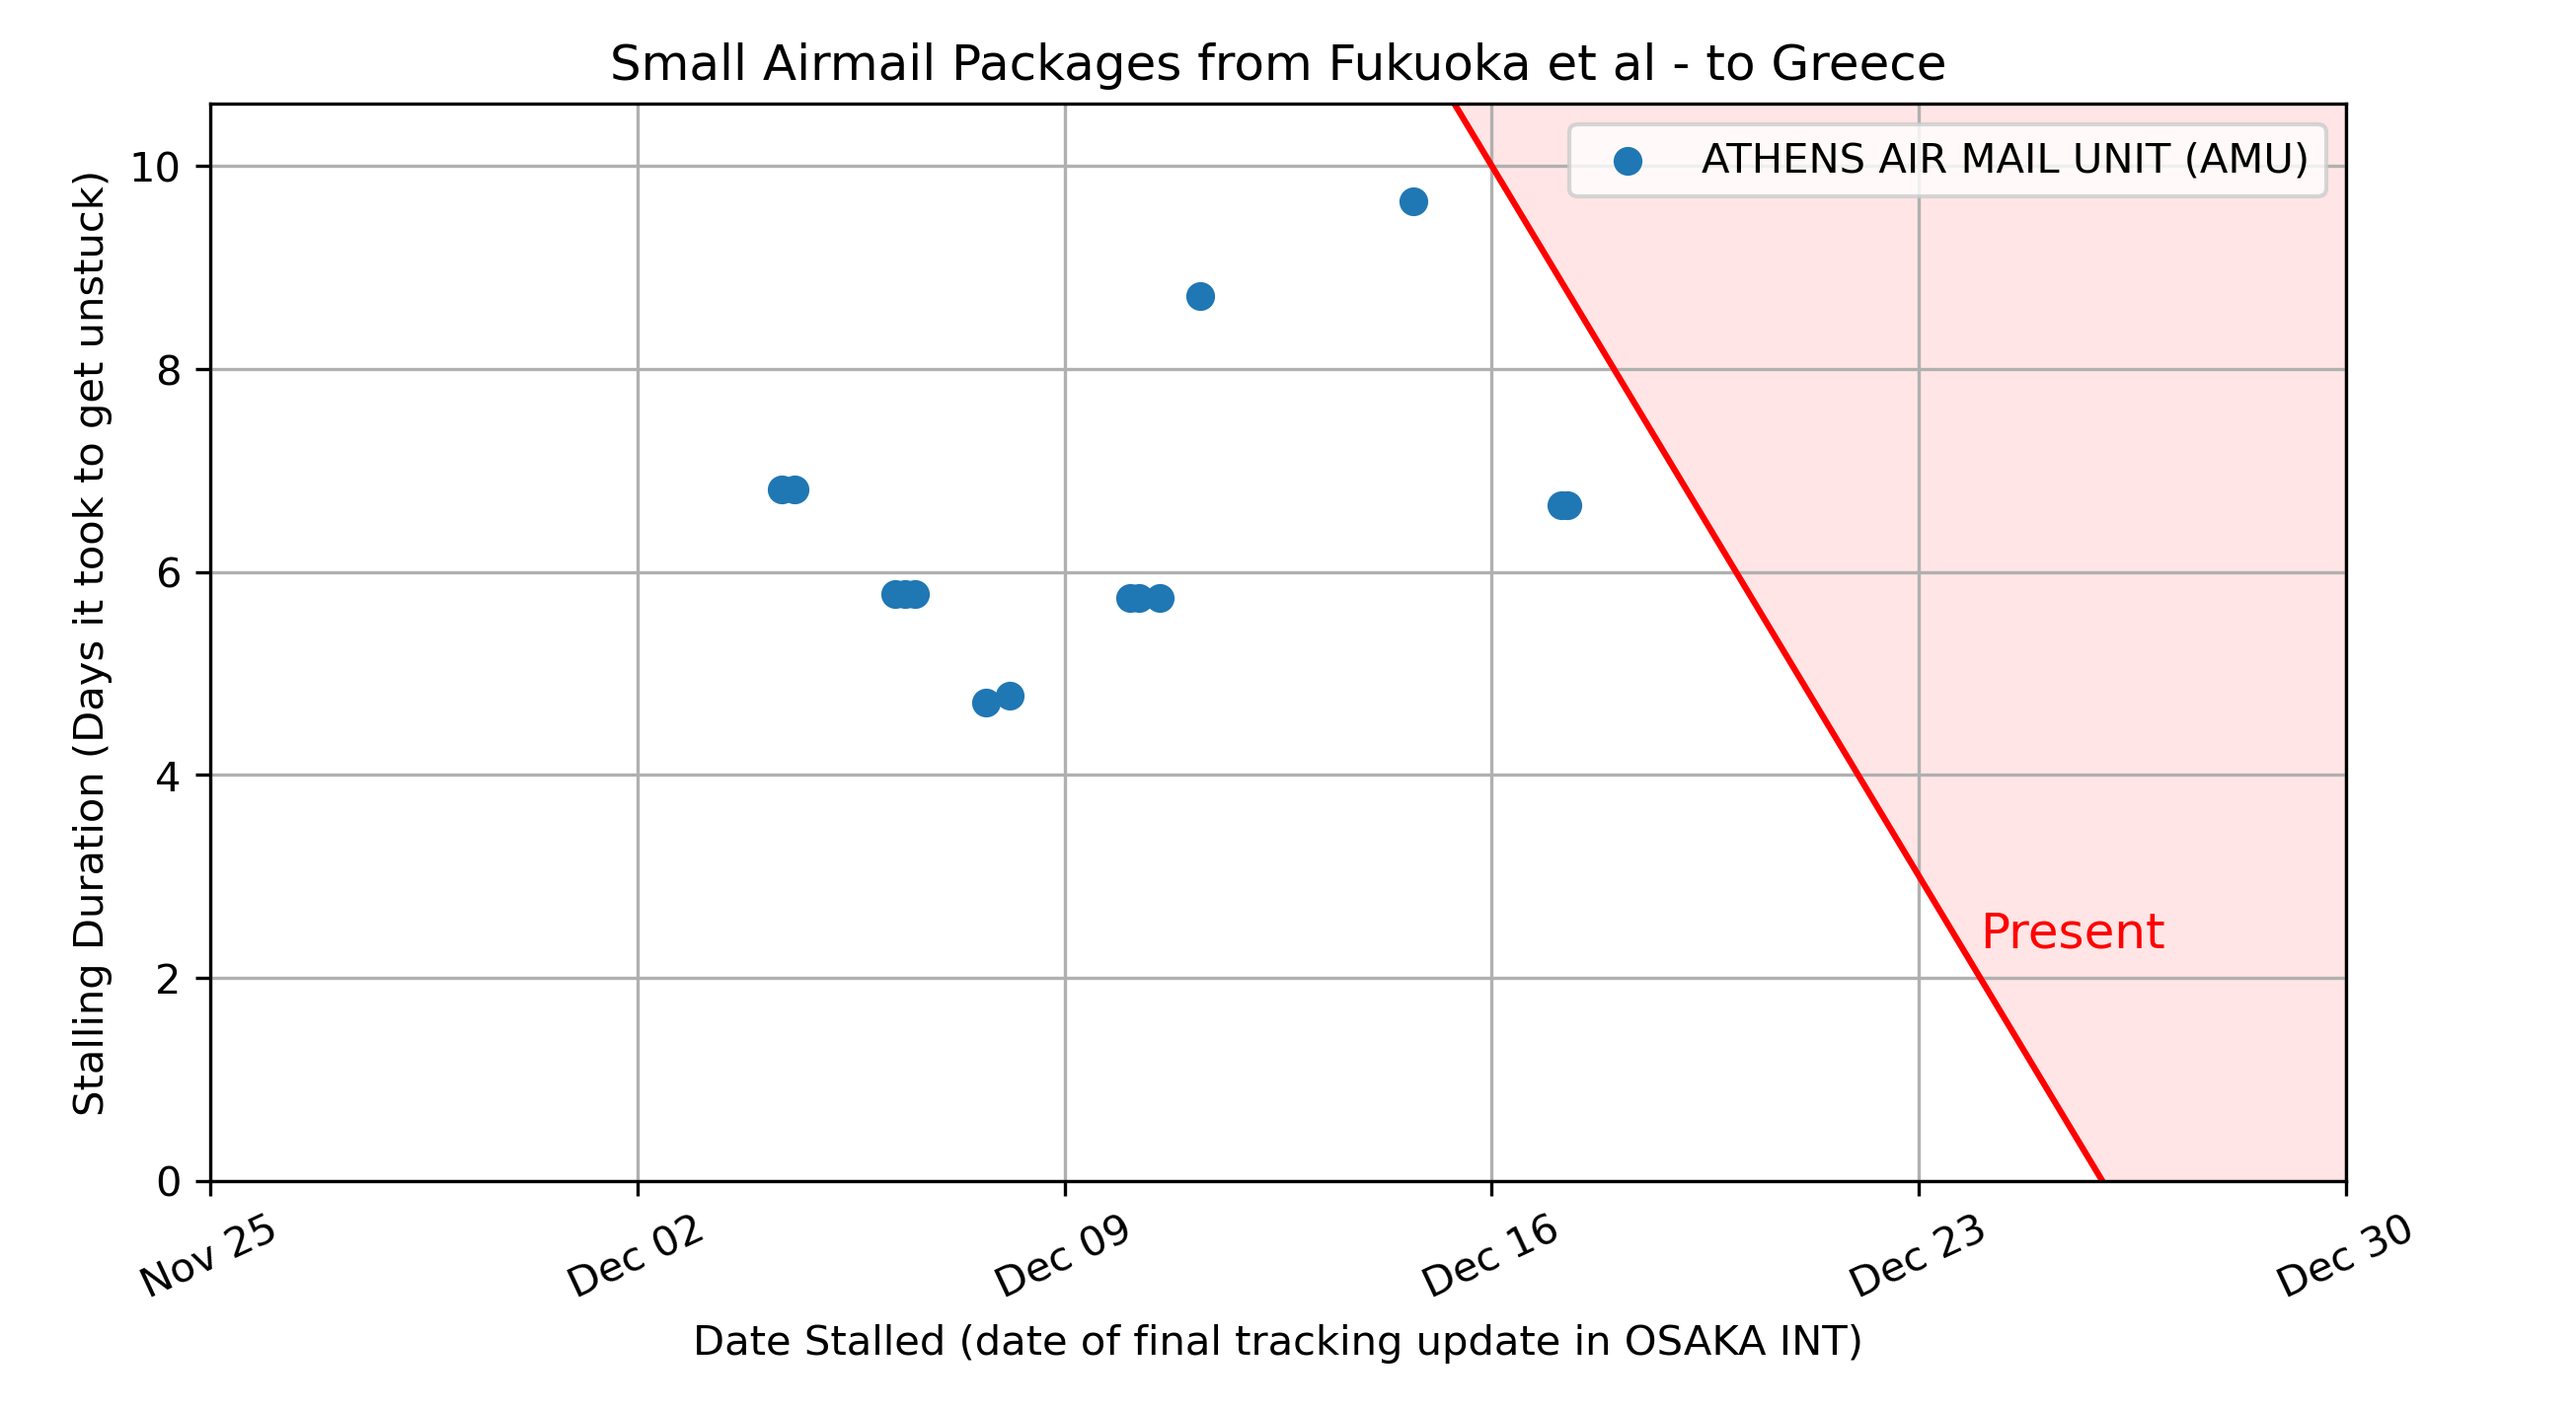 Small Airmail Packages from Fukuoka et al - to Greece
Stalling Duration (Days it took to get unstuck)
10
8
6
4
2
0
ATHENS AIR MAIL UNIT (AMU)
Present
Nov 25
Dec 02
Dec 09
Dec 16
Dec 23
Dec 30
Date Stalled (date of final tracking update in OSAKA INT)